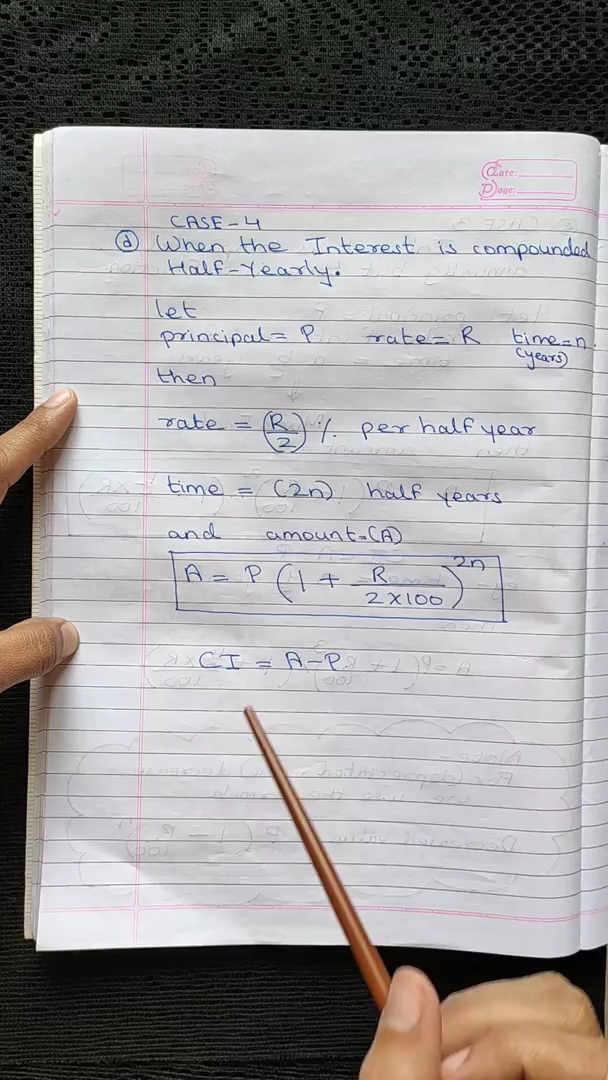 Date:
Page:
CASE-4
d When the Interest is compounded
Half-Yearly.
let
principal= P rate= R time=n
(years)
then
rate = (R/2) % per half year
time = (2n) half years
and amount=(A)
A = P (1 + R/(2×100))^2n
CI = A-P